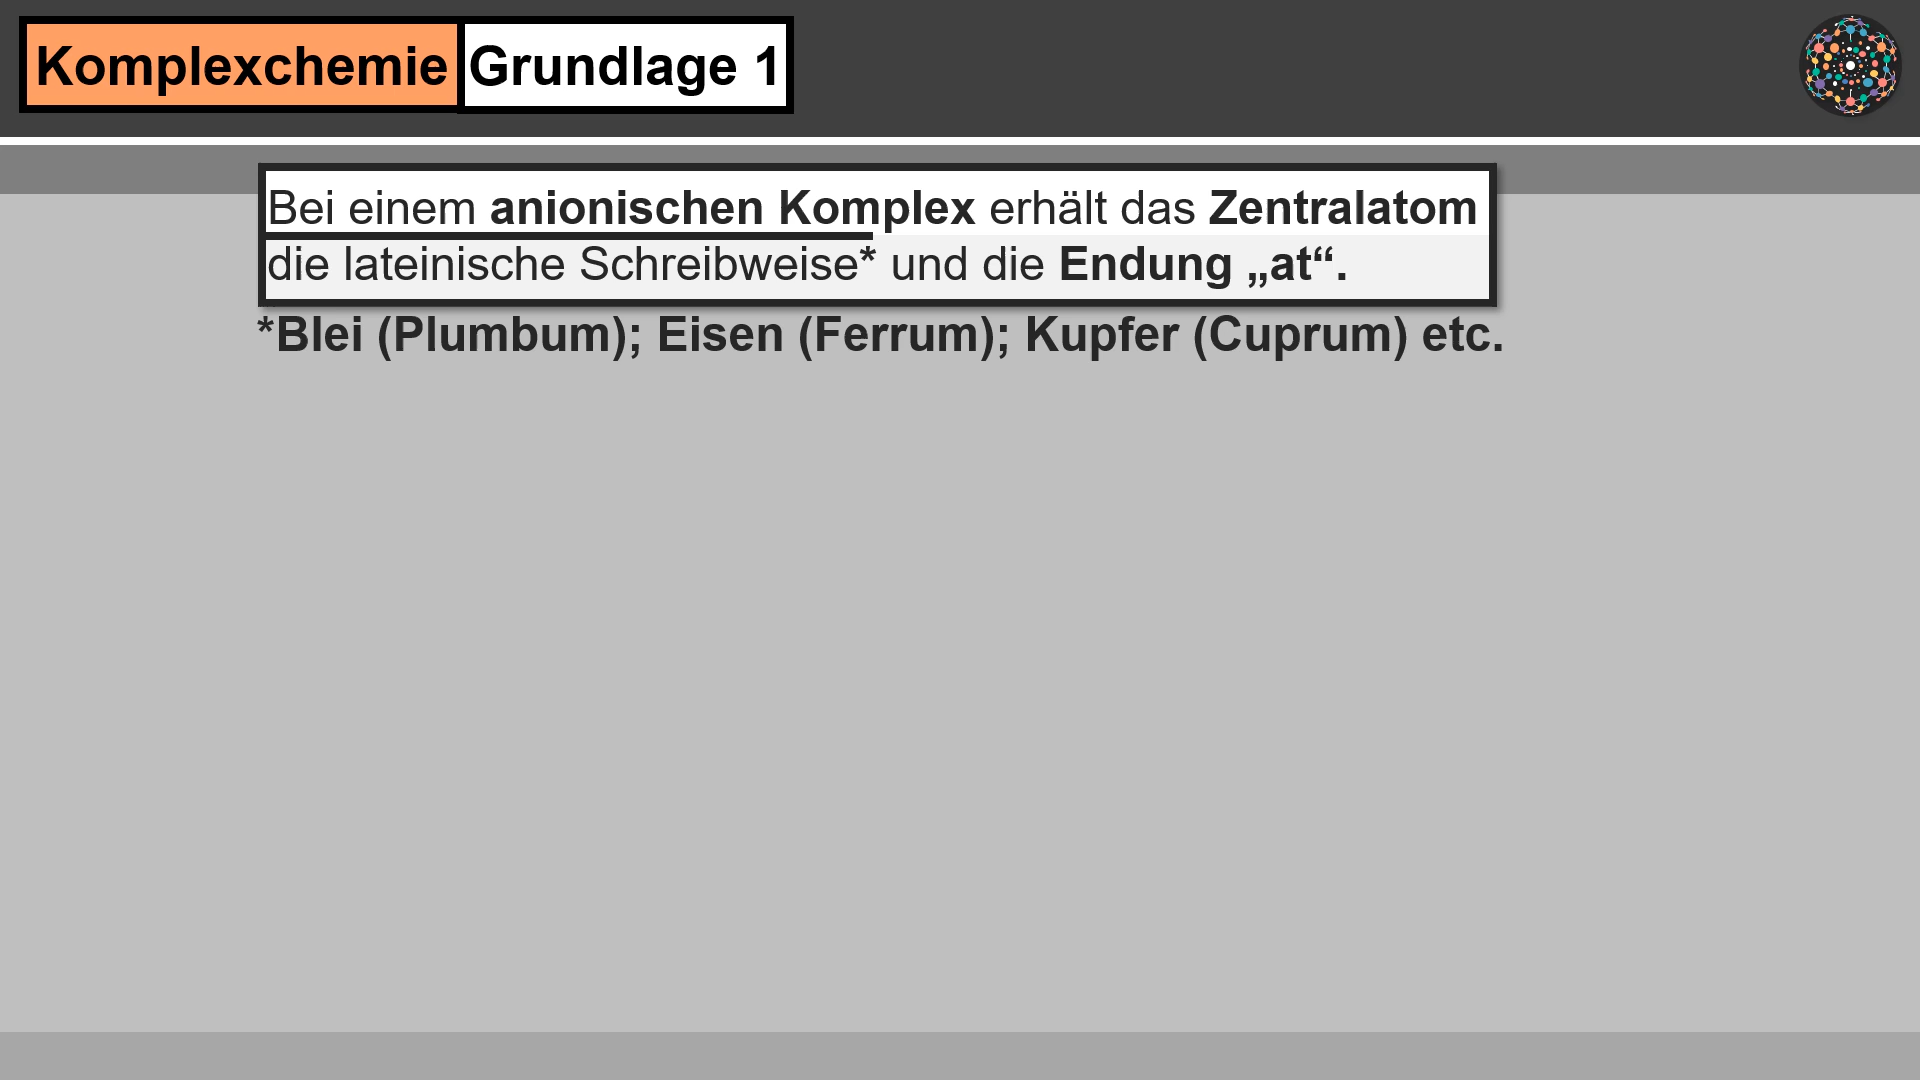 Komplexchemie Grundlage 1
Bei einem anionischen Komplex erhält das Zentralatom
die lateinische Schreibweise* und die Endung „at“.
*Blei (Plumbum); Eisen (Ferrum); Kupfer (Cuprum) etc.